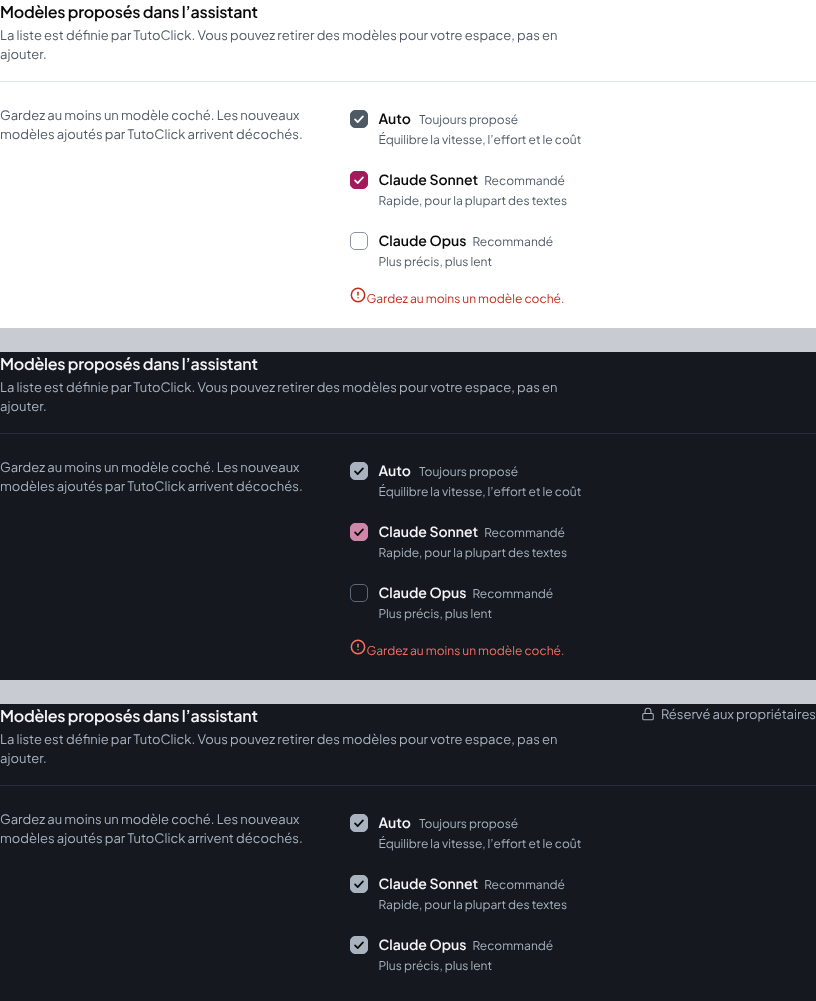 Modèles proposés dans l’assistant
La liste est définie par TutoClick. Vous pouvez retirer des modèles pour votre espace, pas en
ajouter.
Gardez au moins un modèle coché. Les nouveaux
modèles ajoutés par TutoClick arrivent décochés.
Auto Toujours proposé
Équilibre la vitesse, l’effort et le coût
Claude Sonnet Recommandé
Rapide, pour la plupart des textes
Claude Opus Recommandé
Plus précis, plus lent
Gardez au moins un modèle coché.
Modèles proposés dans l’assistant
La liste est définie par TutoClick. Vous pouvez retirer des modèles pour votre espace, pas en
ajouter.
Gardez au moins un modèle coché. Les nouveaux
modèles ajoutés par TutoClick arrivent décochés.
Auto Toujours proposé
Équilibre la vitesse, l’effort et le coût
Claude Sonnet Recommandé
Rapide, pour la plupart des textes
Claude Opus Recommandé
Plus précis, plus lent
Gardez au moins un modèle coché.
Modèles proposés dans l’assistant
Réservé aux propriétaires
La liste est définie par TutoClick. Vous pouvez retirer des modèles pour votre espace, pas en
ajouter.
Gardez au moins un modèle coché. Les nouveaux
modèles ajoutés par TutoClick arrivent décochés.
Auto Toujours proposé
Équilibre la vitesse, l’effort et le coût
Claude Sonnet Recommandé
Rapide, pour la plupart des textes
Claude Opus Recommandé
Plus précis, plus lent